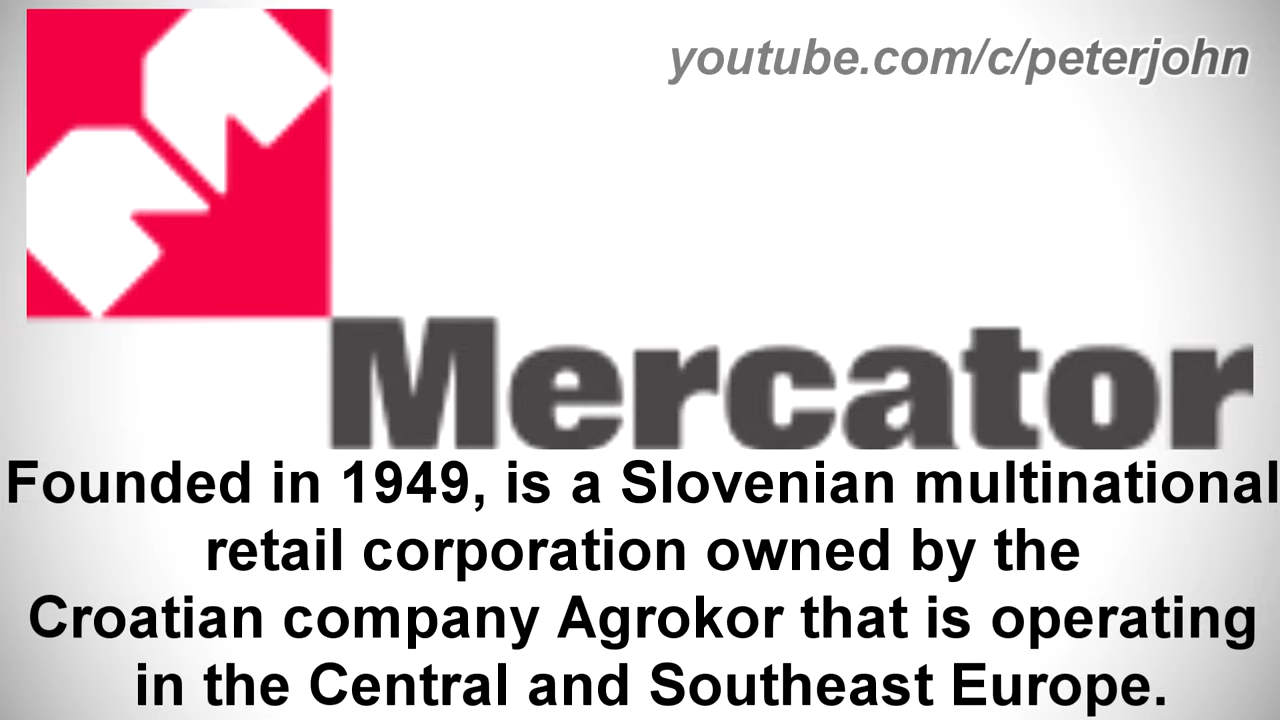 youtube.com/c/peterjohn
Mercator
Founded in 1949, is a Slovenian multinational
retail corporation owned by the
Croatian company Agrokor that is operating
in the Central and Southeast Europe.